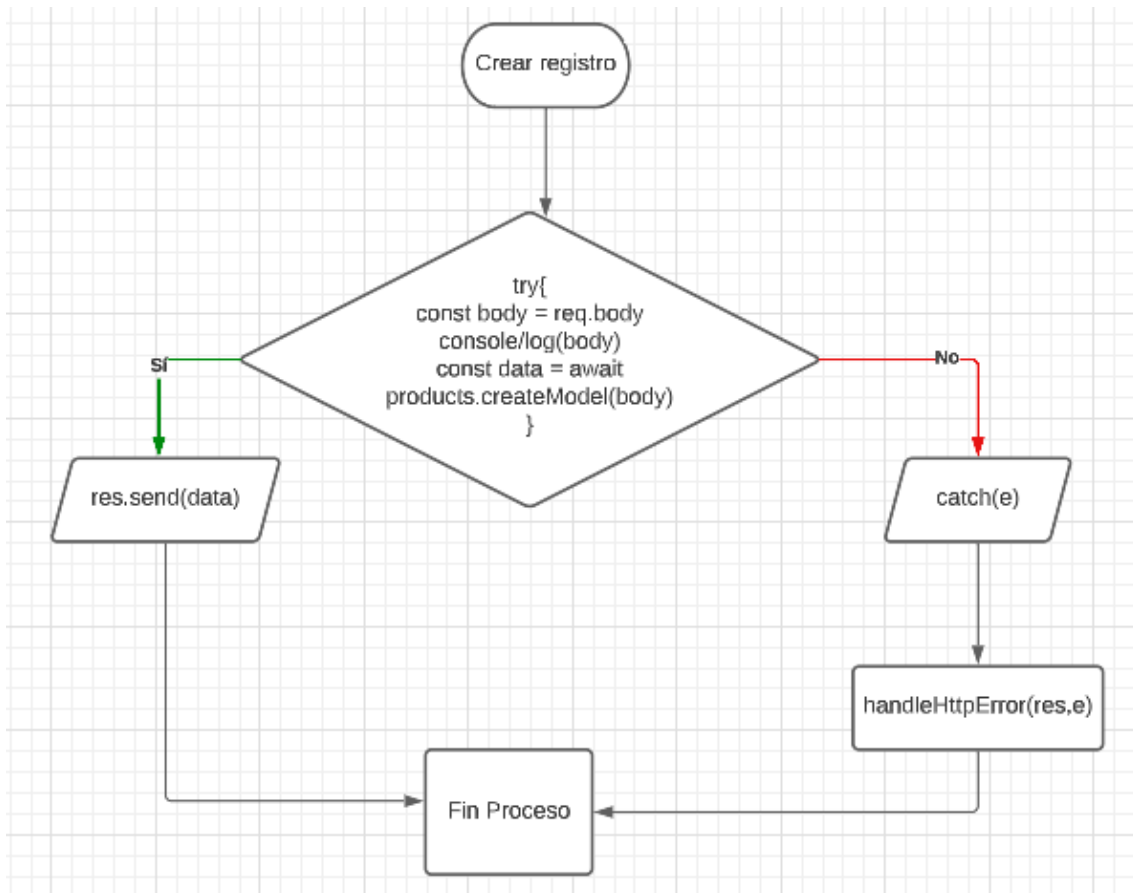 Crear registro
try{
const body = req.body
console/log(body)
const data = await
products.createModel(body)
}
Sí
No
res.send(data)
catch(e)
handleHttpError(res,e)
Fin Proceso